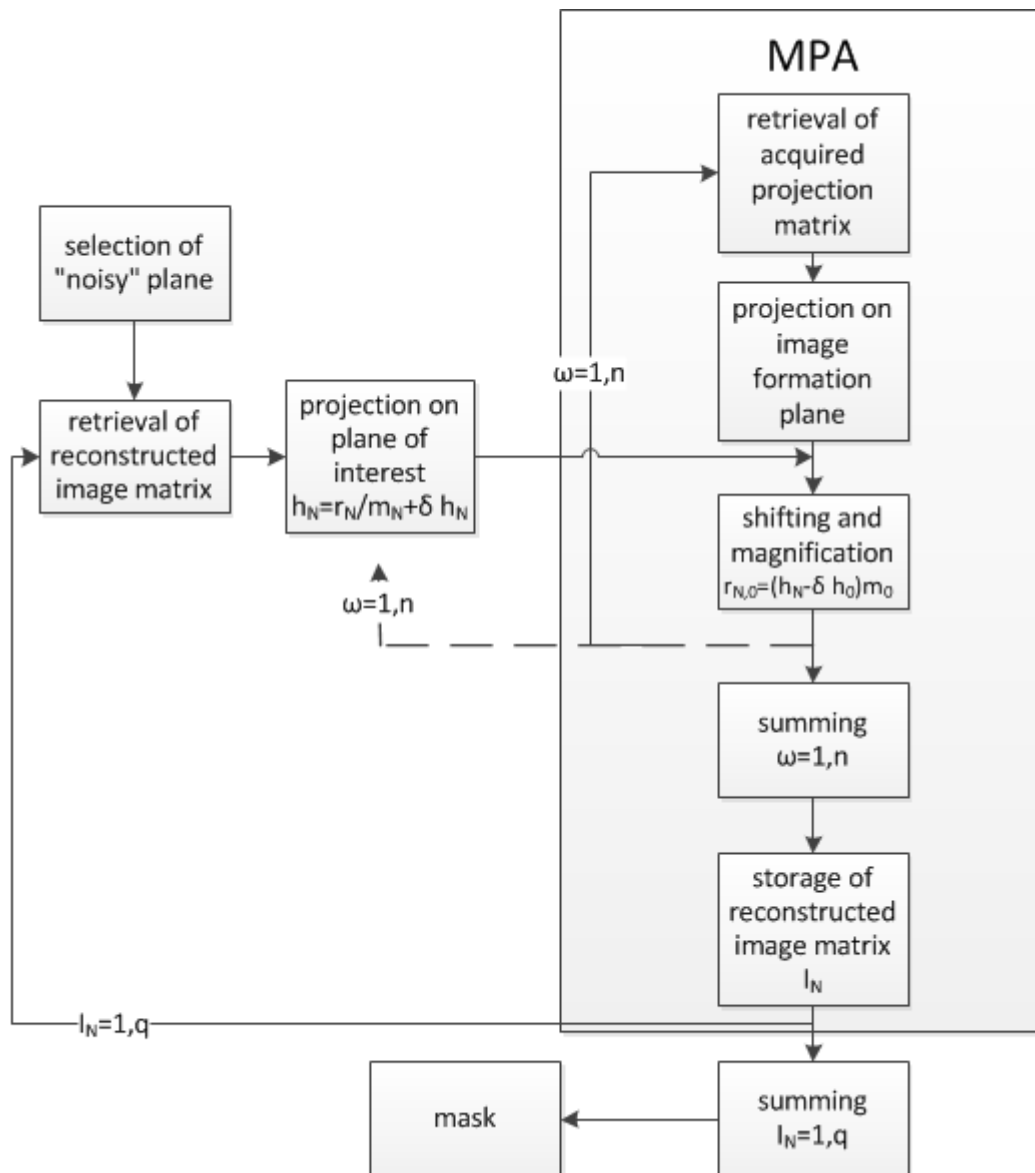 MPA
retrieval of
acquired
projection
matrix
selection of
"noisy" plane
projection on
image
formation
plane
ω=1,n
retrieval of
reconstructed
image matrix
projection on
plane of
interest
h_N=r_N/m_N+δ h_N
shifting and
magnification
r_N,0=(h_N-δ h_0)m_0
ω=1,n
summing
ω=1,n
storage of
reconstructed
image matrix
I_N
I_N=1,q
mask
summing
I_N=1,q